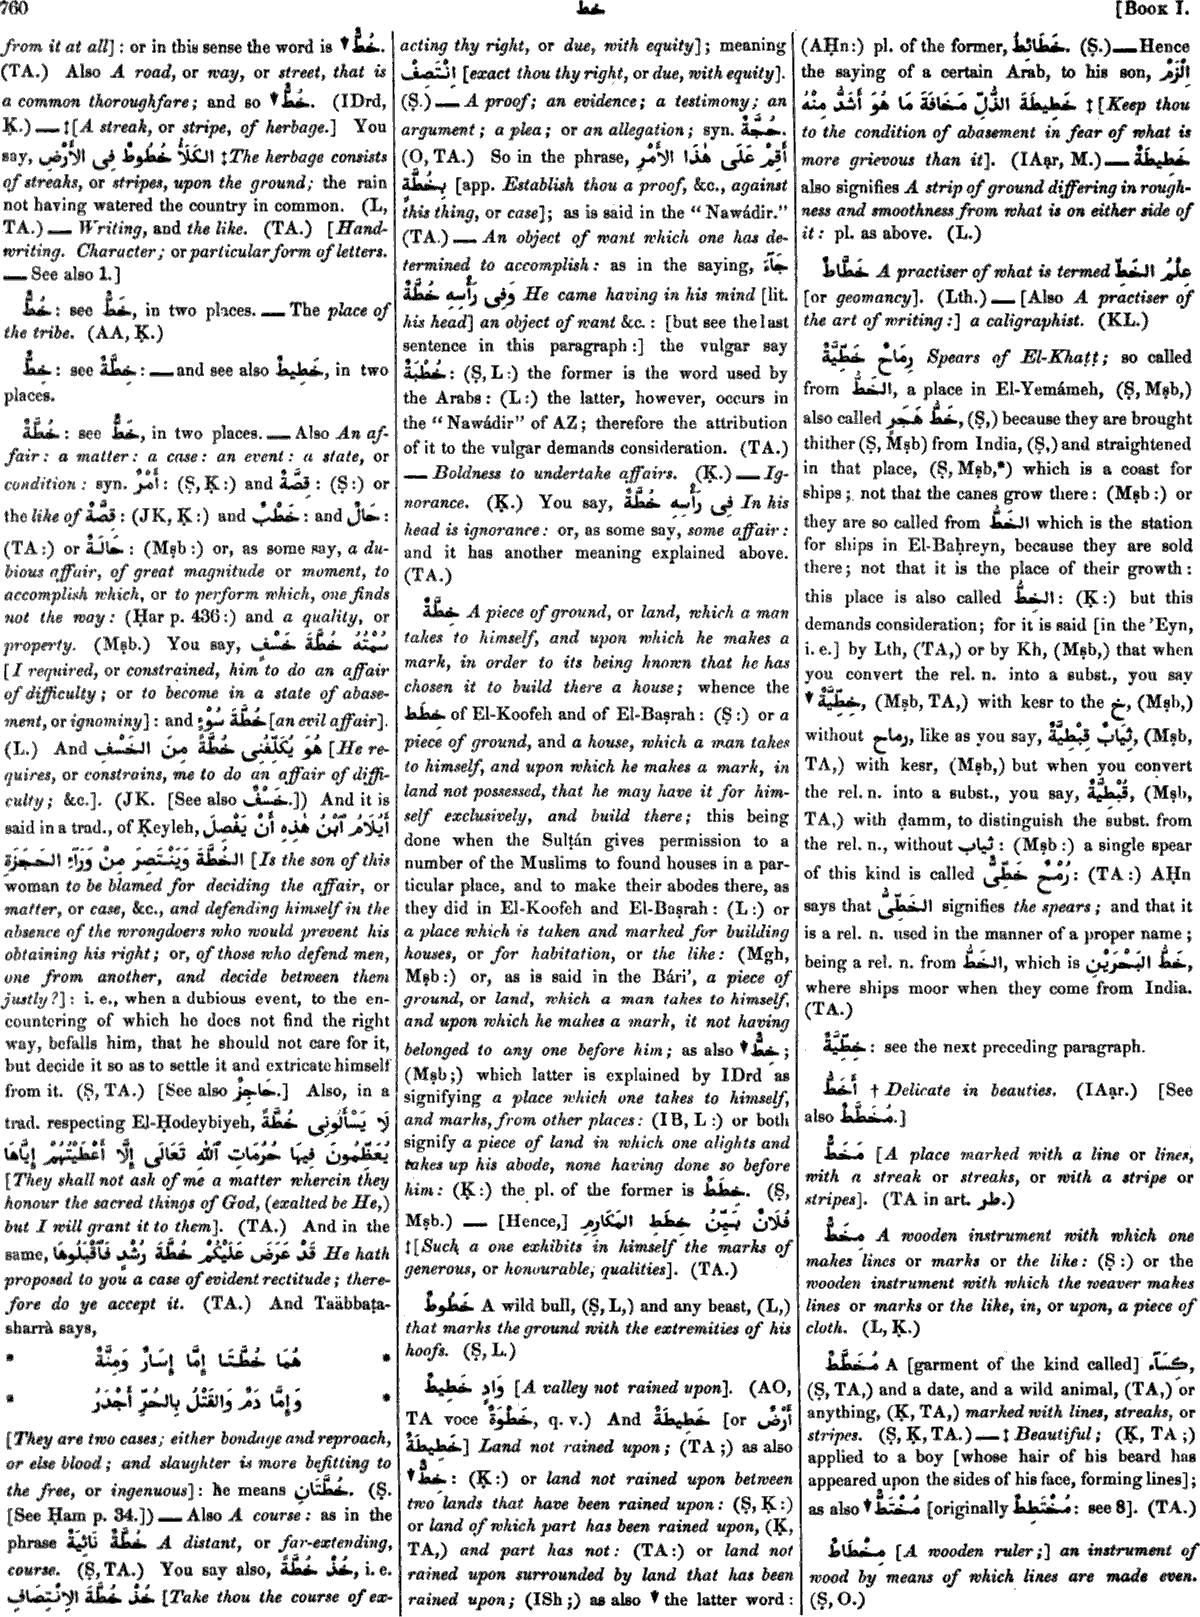 760
خط
[Book I.
from it at all] : or in this sense the word is ▼ خُطٌّ.
(TA.) Also A road, or way, or street, that is
a common thoroughfare; and so ▼ خُطٌّ. (IDrd,
Ḳ.) — ‡[A streak, or stripe, of herbage.] You
say, الكَلَأُ خُطُوطٌ فِى الأَرْضِ ‡ The herbage consists
of streaks, or stripes, upon the ground; the rain
not having watered the country in common. (L,
TA.) — Writing, and the like. (TA.) [Hand-
writing. Character; or particular form of letters.
— See also 1.]
خُطٌّ : see خَطٌّ, in two places. — The place of
the tribe. (AA, Ḳ.)
خِطٌّ : see خِطَّةٌ : — and see also خَطِيطٌ, in two
places.
خُطَّةٌ : see خَطٌّ, in two places. — Also An af-
fair : a matter : a case : an event : a state, or
condition : syn. أَمْرٌ : (Ṣ, Ḳ :) and قِصَّةٌ : (Ṣ :) or
the like of قِصَّةٌ : (JK, Ḳ :) and خَطْبٌ : and حَالٌ :
(TA :) or حَالَةٌ : (Mṣb :) or, as some say, a du-
bious affair, of great magnitude or moment, to
accomplish which, or to perform which, one finds
not the way : (Ḥar p. 436 :) and a quality, or
property. (Mṣb.) You say, سُمْتُهُ خُطَّةَ خَسْفٍ
[I required, or constrained, him to do an affair
of difficulty; or to become in a state of abase-
ment, or ignominy] : and خُطَّةَ سُوْءٍ [an evil affair].
(L.) And هُوَ يُكَلِّفُنِى خُطَّةً مِنَ الخَسْفِ [He re-
quires, or constrains, me to do an affair of diffi-
culty; &c.]. (JK. [See also خَسْفٌ.]) And it is
said in a trad., of Ḳeyleh, أَيُلَامُ ٱبْنُ هٰذِهِ أَنْ يَفْصِلَ
الخُطَّةَ وَيَنْتَصِرَ مِنْ وَرَآءِ الحَجَزَةِ [Is the son of this
woman to be blamed for deciding the affair, or
matter, or case, &c., and defending himself in the
absence of the wrongdoers who would prevent his
obtaining his right; or, of those who defend men,
one from another, and decide between them
justly?] : i. e., when a dubious event, to the en-
countering of which he does not find the right
way, befalls him, that he should not care for it,
but decide it so as to settle it and extricate himself
from it. (Ṣ, TA.) [See also حَاجِزٌ.] Also, in a
trad. respecting El-Ḥodeybiyeh, لَا يَسْأَلُونِى خُطَّةً
يُعَظِّمُونَ فِيهَا حُرُمَاتِ ٱللّٰهِ تَعَالَى إِلَّا أَعْطَيْتُهُمْ إِيَّاهَا
[They shall not ask of me a matter wherein they
honour the sacred things of God, (exalted be He,)
but I will grant it to them]. (TA.) And in the
same, قَدْ عَرَضَ عَلَيْكُمْ خُطَّةَ رُشْدٍ فَٱقْبَلُوهَا He hath
proposed to you a case of evident rectitude; there-
fore do ye accept it. (TA.) And Taäbbaṭa-
sharrà says,
* هُمَا خُطَّتَا إِمَّا إِسَارٌ وَمِنَّةٌ *
* وَإِمَّا دَمٌ وَالقَتْلُ بِالحُرِّ أَجْدَرُ *
[They are two cases; either bondage and reproach,
or else blood; and slaughter is more befitting to
the free, or ingenuous] : he means خُطَّتَانِ. (Ṣ.
[See Ḥam p. 34.]) — Also A course : as in the
phrase خُطَّةٌ نَائِيَةٌ A distant, or far-extending,
course. (Ṣ, TA.) You say also, خُذْ خُطَّةً, i. e.
خُذْ خُطَّةَ الاِنْتِصَافِ [Take thou the course of ex-
acting thy right, or due, with equity]; meaning
اِنْتَصِفْ [exact thou thy right, or due, with equity].
(Ṣ.) — A proof; an evidence; a testimony; an
argument; a plea; or an allegation; syn. حُجَّةٌ.
(O, TA.) So in the phrase, أَقِمْ عَلَى هٰذَا الأَمْرِ
بِخُطَّةٍ [app. Establish thou a proof, &c., against
this thing, or case]; as is said in the “ Nawádir.”
(TA.) — An object of want which one has de-
termined to accomplish : as in the saying, جَآءَ
وَفِى رَأْسِهِ خُطَّةٌ He came having in his mind [lit.
his head] an object of want &c. : [but see the last
sentence in this paragraph :] the vulgar say
خُطْبَةٌ : (Ṣ, L :) the former is the word used by
the Arabs : (L :) the latter, however, occurs in
the “ Nawádir” of AZ; therefore the attribution
of it to the vulgar demands consideration. (TA.)
— Boldness to undertake affairs. (Ḳ.) — Ig-
norance. (Ḳ.) You say, فِى رَأْسِهِ خُطَّةٌ In his
head is ignorance : or, as some say, some affair :
and it has another meaning explained above.
(TA.)
خِطَّةٌ A piece of ground, or land, which a man
takes to himself, and upon which he makes a
mark, in order to its being known that he has
chosen it to build there a house; whence the
خِطَط of El-Koofeh and of El-Baṣrah : (Ṣ :) or a
piece of ground, and a house, which a man takes
to himself, and upon which he makes a mark, in
land not possessed, that he may have it for him-
self exclusively, and build there; this being
done when the Sulṭán gives permission to a
number of the Muslims to found houses in a par-
ticular place, and to make their abodes there, as
they did in El-Koofeh and El-Baṣrah : (L :) or
a place which is taken and marked for building
houses, or for habitation, or the like : (Mgh,
Mṣb :) or, as is said in the Bári’, a piece of
ground, or land, which a man takes to himself,
and upon which he makes a mark, it not having
belonged to any one before him; as also ▼ خِطٌّ ;
(Mṣb;) which latter is explained by IDrd as
signifying a place which one takes to himself,
and marks, from other places : (IB, L :) or both
signify a piece of land in which one alights and
takes up his abode, none having done so before
him : (Ḳ :) the pl. of the former is خِطَطٌ. (Ṣ,
Mṣb.) — [Hence,] فُلَانٌ بَيِّنُ خِطَطِ المَكَارِمِ
‡[Such a one exhibits in himself the marks of
generous, or honourable, qualities]. (TA.)
خَطُوطٌ A wild bull, (Ṣ, L,) and any beast, (L,)
that marks the ground with the extremities of his
hoofs. (Ṣ, L.)
وَادٍ خَطِيطٌ [A valley not rained upon]. (AO,
TA voce خَطْوَةٌ, q. v.) And خَطِيطَةٌ [or أَرْضٌ
خَطِيطَةٌ] Land not rained upon; (TA;) as also
▼ خِطٌّ : (Ḳ :) or land not rained upon between
two lands that have been rained upon : (Ṣ, Ḳ :)
or land of which part has been rained upon, (Ḳ,
TA,) and part has not : (TA :) or land not
rained upon surrounded by land that has been
rained upon; (ISh;) as also ▼ the latter word :
(AḤn :) pl. of the former, خَطَائِطُ. (Ṣ.) — Hence
the saying of a certain Arab, to his son, اِلْزَمْ
خَطِيطَةَ الذُّلِّ مَخَافَةَ مَا هُوَ أَشَدُّ مِنْهُ ‡ [Keep thou
to the condition of abasement in fear of what is
more grievous than it]. (IAạr, M.) — خَطِيطَةٌ
also signifies A strip of ground differing in rough-
ness and smoothness from what is on either side of
it : pl. as above. (L.)
خَطَّاطٌ A practiser of what is termed عِلْمُ الخَطِّ
[or geomancy]. (Lth.) — [Also A practiser of
the art of writing :] a caligraphist. (KL.)
رِمَاحٌ خَطِّيَّةٌ Spears of El-Khaṭṭ; so called
from الخَطُّ, a place in El-Yemámeh, (Ṣ, Mṣb,)
also called خَطُّ هَجَرٍ, (Ṣ,) because they are brought
thither (Ṣ, Mṣb) from India, (Ṣ,) and straightened
in that place, (Ṣ, Mṣb,*) which is a coast for
ships; not that the canes grow there : (Mṣb :) or
they are so called from الخَطُّ which is the station
for ships in El-Baḥreyn, because they are sold
there; not that it is the place of their growth :
this place is also called الخُطُّ : (Ḳ :) but this
demands consideration; for it is said [in the ’Eyn,
i. e.] by Lth, (TA,) or by Kh, (Mṣb,) that when
you convert the rel. n. into a subst., you say
▼ خِطِّيَّةٌ, (Mṣb, TA,) with kesr to the خ, (Mṣb,)
without رماح, like as you say, ثِيَابٌ قِبْطِيَّةٌ, (Mṣb,
TA,) with kesr, (Mṣb,) but when you convert
the rel. n. into a subst., you say, قُبْطِيَّةٌ, (Mṣb,
TA,) with ḍamm, to distinguish the subst. from
the rel. n., without ثياب : (Mṣb :) a single spear
of this kind is called رُمْحٌ خَطِّىٌّ : (TA :) AḤn
says that الخَطِّىُّ signifies the spears; and that it
is a rel. n. used in the manner of a proper name;
being a rel. n. from الخَطُّ, which is خَطُّ البَحْرَيْنِ,
where ships moor when they come from India.
(TA.)
خِطِّيَّةٌ : see the next preceding paragraph.
أَخَطُّ † Delicate in beauties. (IAạr.) [See
also مُخَطَّطٌ.]
مَخَطٌّ [A place marked with a line or lines,
with a streak or streaks, or with a stripe or
stripes]. (TA in art. طر.)
مِخَطٌّ A wooden instrument with which one
makes lines or marks or the like : (Ṣ :) or the
wooden instrument with which the weaver makes
lines or marks or the like, in, or upon, a piece of
cloth. (L, Ḳ.)
مُخَطَّطٌ A [garment of the kind called] كِسَآء,
(Ṣ, TA,) and a date, and a wild animal, (TA,) or
anything, (Ḳ, TA,) marked with lines, streaks, or
stripes. (Ṣ, Ḳ, TA.) — ‡ Beautiful; (Ḳ, TA;)
applied to a boy [whose hair of his beard has
appeared upon the sides of his face, forming lines];
as also ▼ مُخْتَطٌّ [originally مُخْتَطِطٌ : see 8]. (TA.)
مِخْطَاطٌ [A wooden ruler;] an instrument of
wood by means of which lines are made even.
(Ṣ, O.)